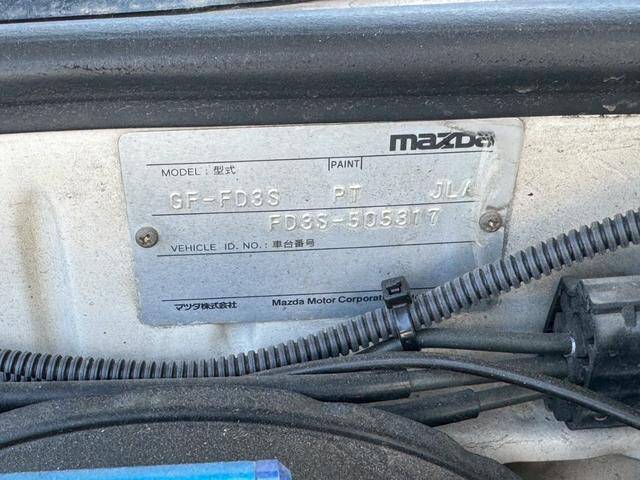 mazda
MODEL : 型式 PAINT
GF-FD3S PT JLA
FD3S-505317
VEHICLE ID. NO. : 車台番号
マツダ株式会社 Mazda Motor Corporat